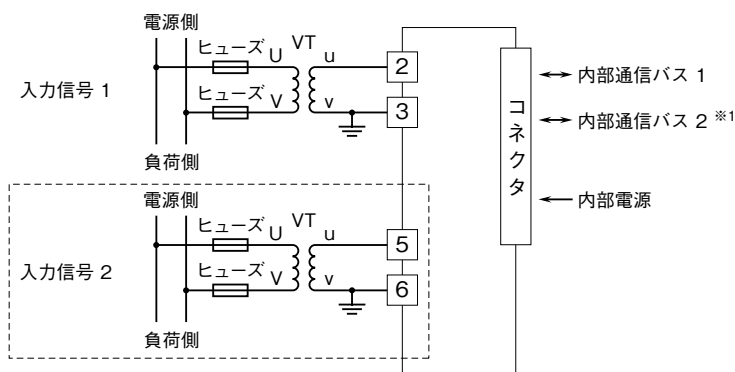 電源側
ヒューズ U VT u 2
入力信号 1
ヒューズ V v 3
負荷側
電源側
ヒューズ U VT u 5
入力信号 2
ヒューズ V v 6
負荷側
コネクタ
内部通信バス 1
内部通信バス 2 ※1
内部電源